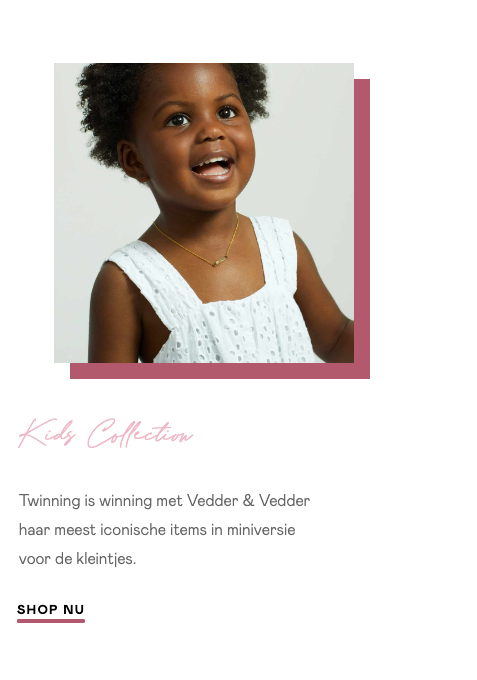 Kids Collection
Twinning is winning met Vedder & Vedder
haar meest iconische items in miniversie
voor de kleintjes.
SHOP NU